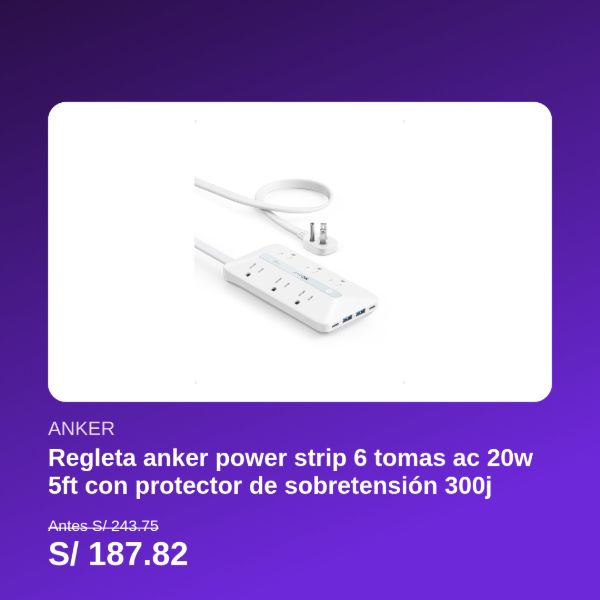 ANKER
Regleta anker power strip 6 tomas ac 20w
5ft con protector de sobretensión 300j
Antes S/ 243.75
S/ 187.82